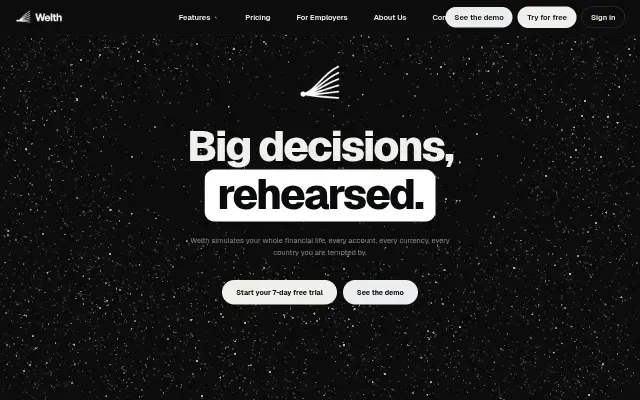 Welth
Features
Pricing
For Employers
About Us
Con
See the demo
Try for free
Sign in
Big decisions,
rehearsed.
Welth simulates your whole financial life, every account, every currency, every
country you are tempted by.
Start your 7-day free trial
See the demo